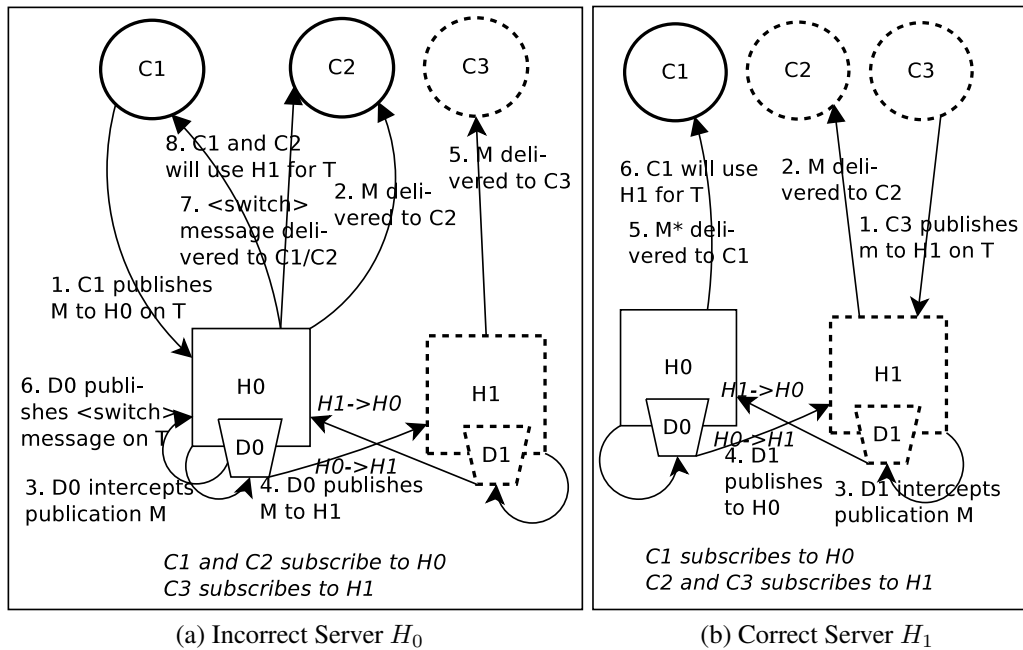 C1
C2
C3
8. C1 and C2
will use H1 for T
7. <switch>
message deli-
vered to C1/C2
2. M deli-
vered to C2
5. M deli-
vered to C3
1. C1 publishes
M to H0 on T
H0
H1
6. D0 publi-
shes <switch>
message on T
H1->H0
D0
D1
H0->H1
3. D0 intercepts
publication M
4. D0 publishes
M to H1
C1 and C2 subscribe to H0
C3 subscribes to H1
(a) Incorrect Server H0
C1
C2
C3
6. C1 will use
H1 for T
2. M deli-
vered to C2
5. M* deli-
vered to C1
1. C3 publishes
m to H1 on T
H0
H1
H1->H0
D0
D1
H0->H1
4. D1
publishes
to H0
3. D1 intercepts
publication M
C1 subscribes to H0
C2 and C3 subscribes to H1
(b) Correct Server H1